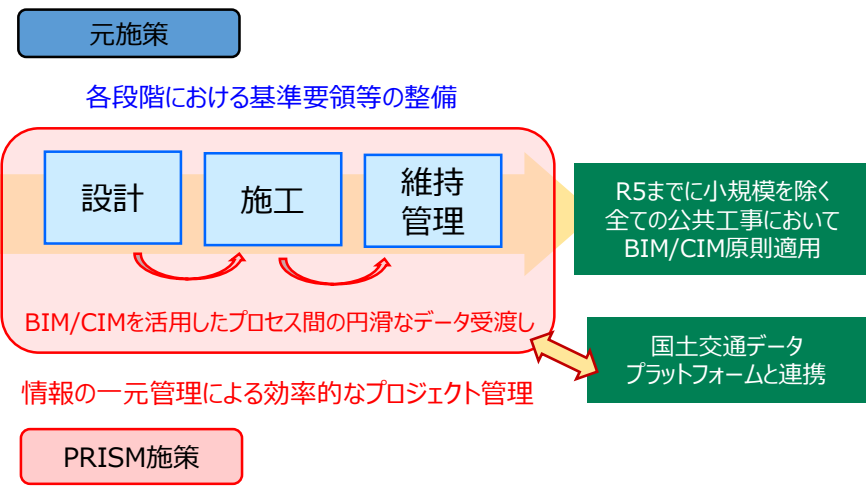 元施策
各段階における基準要領等の整備
設計
施工
維持
管理
R5までに小規模を除く
全ての公共工事において
BIM/CIM原則適用
BIM/CIMを活用したプロセス間の円滑なデータ受渡し
国土交通データ
プラットフォームと連携
情報の一元管理による効率的なプロジェクト管理
PRISM施策